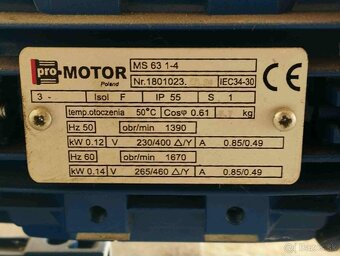 pro-MOTOR
Poland
MS 63 1-4
Nr.1801023.
IEC34-30
CE
3 - Isol F IP 55 S 1
temp.otoczenia 50°C Cosφ 0.61 kg
Hz 50 obr/min 1390
kW 0.12 V 230/400 △/Y A 0.85/0.49
Hz 60 obr/min 1670
kW 0.14 V 265/460 △/Y A 0.85/0.49